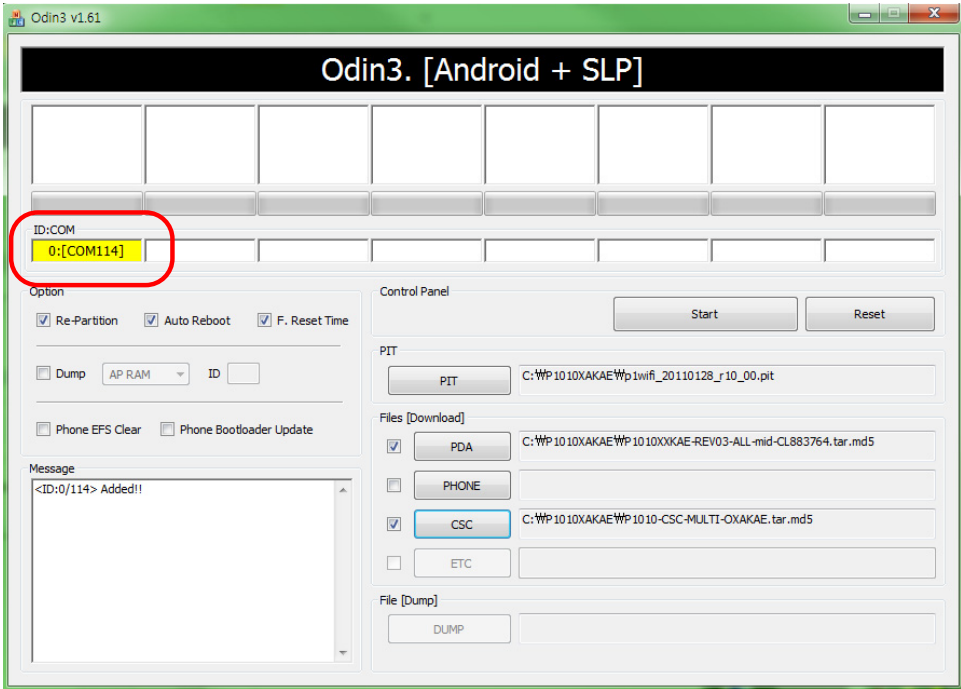 Odin3 v1.61
Odin3. [Android + SLP]
ID:COM
0:[COM114]
Option
Re-Partition Auto Reboot F. Reset Time
Dump AP RAM ID
Phone EFS Clear Phone Bootloader Update
Message
<ID:0/114> Added!!
Control Panel
Start Reset
PIT
PIT C:₩P1010XAKAE₩p1wifi_20110128_r10_00.pit
Files [Download]
PDA C:₩P1010XAKAE₩P1010XXKAE-REV03-ALL-mid-CL883764.tar.md5
PHONE
CSC C:₩P1010XAKAE₩P1010-CSC-MULTI-OXAKAE.tar.md5
ETC
File [Dump]
DUMP